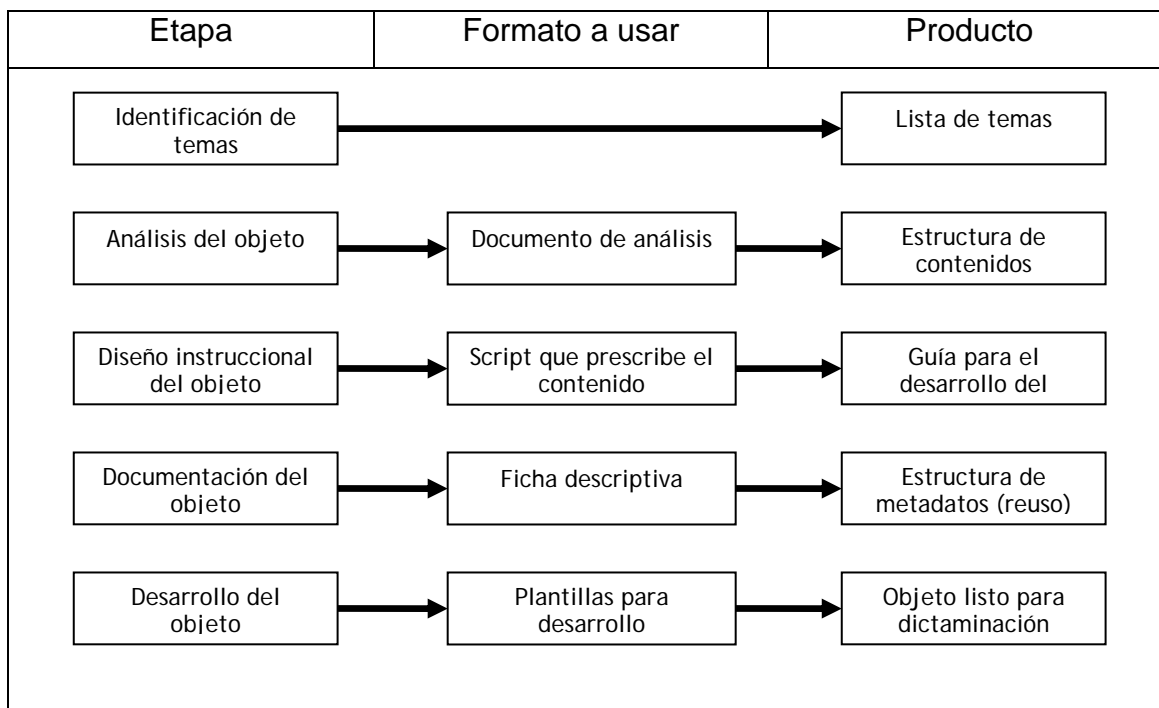 Etapa
Formato a usar
Producto
Identificación de
temas
Lista de temas
Análisis del objeto
Documento de análisis
Estructura de
contenidos
Diseño instruccional
del objeto
Script que prescribe el
contenido
Guía para el
desarrollo del
Documentación del
objeto
Ficha descriptiva
Estructura de
metadatos (reuso)
Desarrollo del
objeto
Plantillas para
desarrollo
Objeto listo para
dictaminación